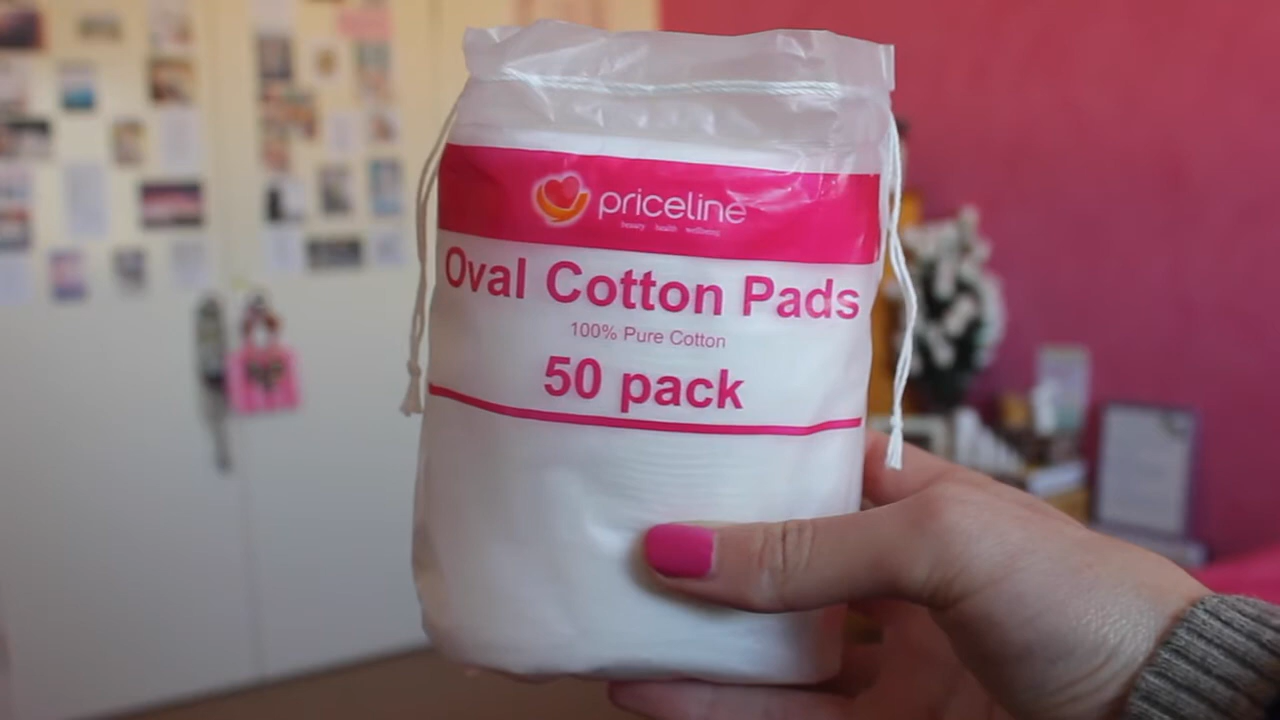 priceline
beauty health wellbeing
Oval Cotton Pads
100% Pure Cotton
50 pack